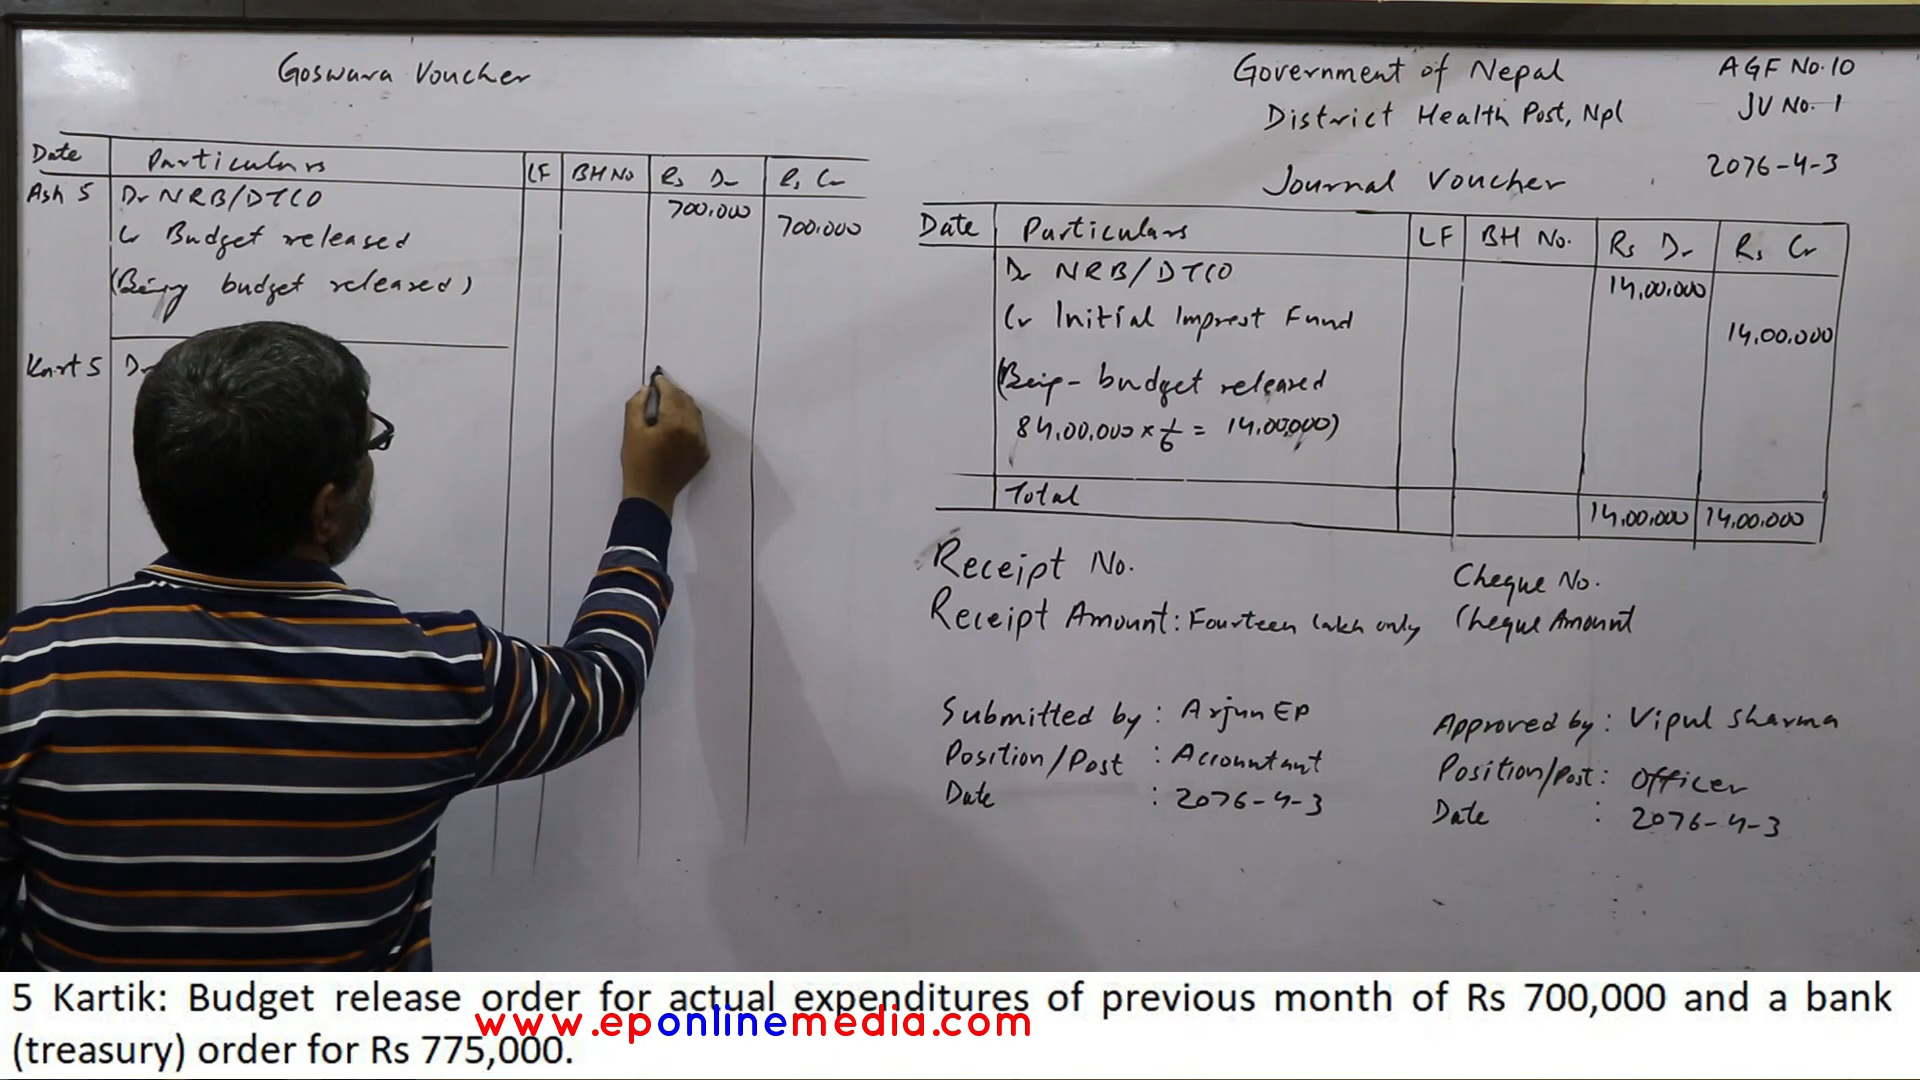 Goswara Voucher
Date Particulars LF BH No Rs Dr Rs Cr
Ash 5 Dr NRB/DTCO 700,000
Cr Budget released 700,000
(Being budget released)
Kart 5 Dr
Government of Nepal AGF No. 10
District Health Post, Npl JV No. 1
Journal Voucher 2076-4-3
Date Particulars LF BH No. Rs Dr Rs Cr
Dr NRB/DTCO 14,00,000
Cr Initial Imprest Fund 14,00,000
(Being budget released
84,00,000 × 1/6 = 14,00,000)
Total 14,00,000 14,00,000
Receipt No. Cheque No.
Receipt Amount: Fourteen lakh only Cheque Amount
Submitted by : Arjun EP Approved by : Vipul Sharma
Position/Post : Accountant Position/Post : Officer
Date : 2076-4-3 Date : 2076-4-3
5 Kartik: Budget release order for actual expenditures of previous month of Rs 700,000 and a bank
(treasury) order for Rs 775,000.
www.eponlinemedia.com